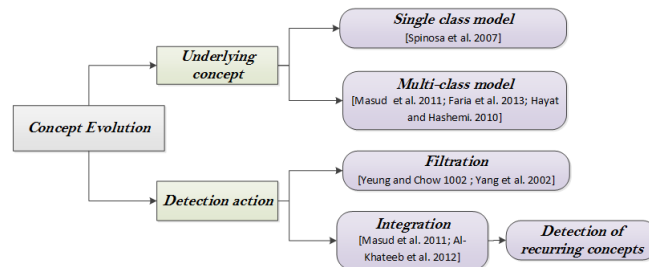 Single class model
[Spinosa et al. 2007]
Underlying
concept
Multi-class model
[Masud et al. 2011; Faria et al. 2013; Hayat
and Hashemi. 2010]
Concept Evolution
Filtration
[Yeung and Chow 1002 ; Yang et al. 2002]
Detection action
Integration
[Masud et al. 2011; Al-
Khateeb et al. 2012]
Detection of
recurring concepts